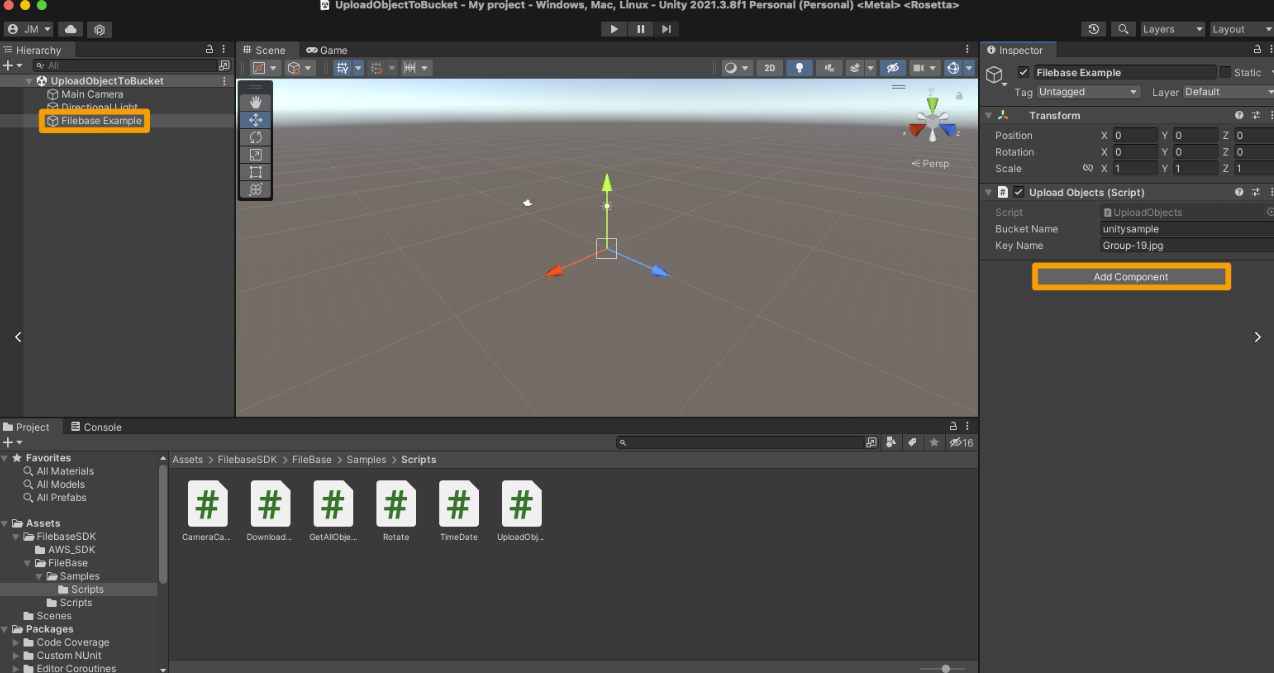 UploadObjectToBucket - My project - Windows, Mac, Linux - Unity 2021.3.8f1 Personal (Personal) <Metal> <Rosetta>
JM
Layers
Layout
Hierarchy
All
UploadObjectToBucket
Main Camera
Directional Light
Filebase Example
Scene
Game
2D
y
x
z
Persp
Inspector
Filebase Example
Static
Tag Untagged
Layer Default
Transform
Position X 0 Y 0 Z 0
Rotation X 0 Y 0 Z 0
Scale X 1 Y 1 Z 1
# Upload Objects (Script)
Script UploadObjects
Bucket Name unitysample
Key Name Group-19.jpg
Add Component
Project
Console
16
Favorites
All Materials
All Models
All Prefabs
Assets
FilebaseSDK
AWS_SDK
FileBase
Samples
Scripts
Scripts
Scenes
Packages
Code Coverage
Custom NUnit
Editor Coroutines
Assets > FilebaseSDK > FileBase > Samples > Scripts
# # # # # #
CameraCa... Download... GetAllObje... Rotate TimeDate UploadObj...